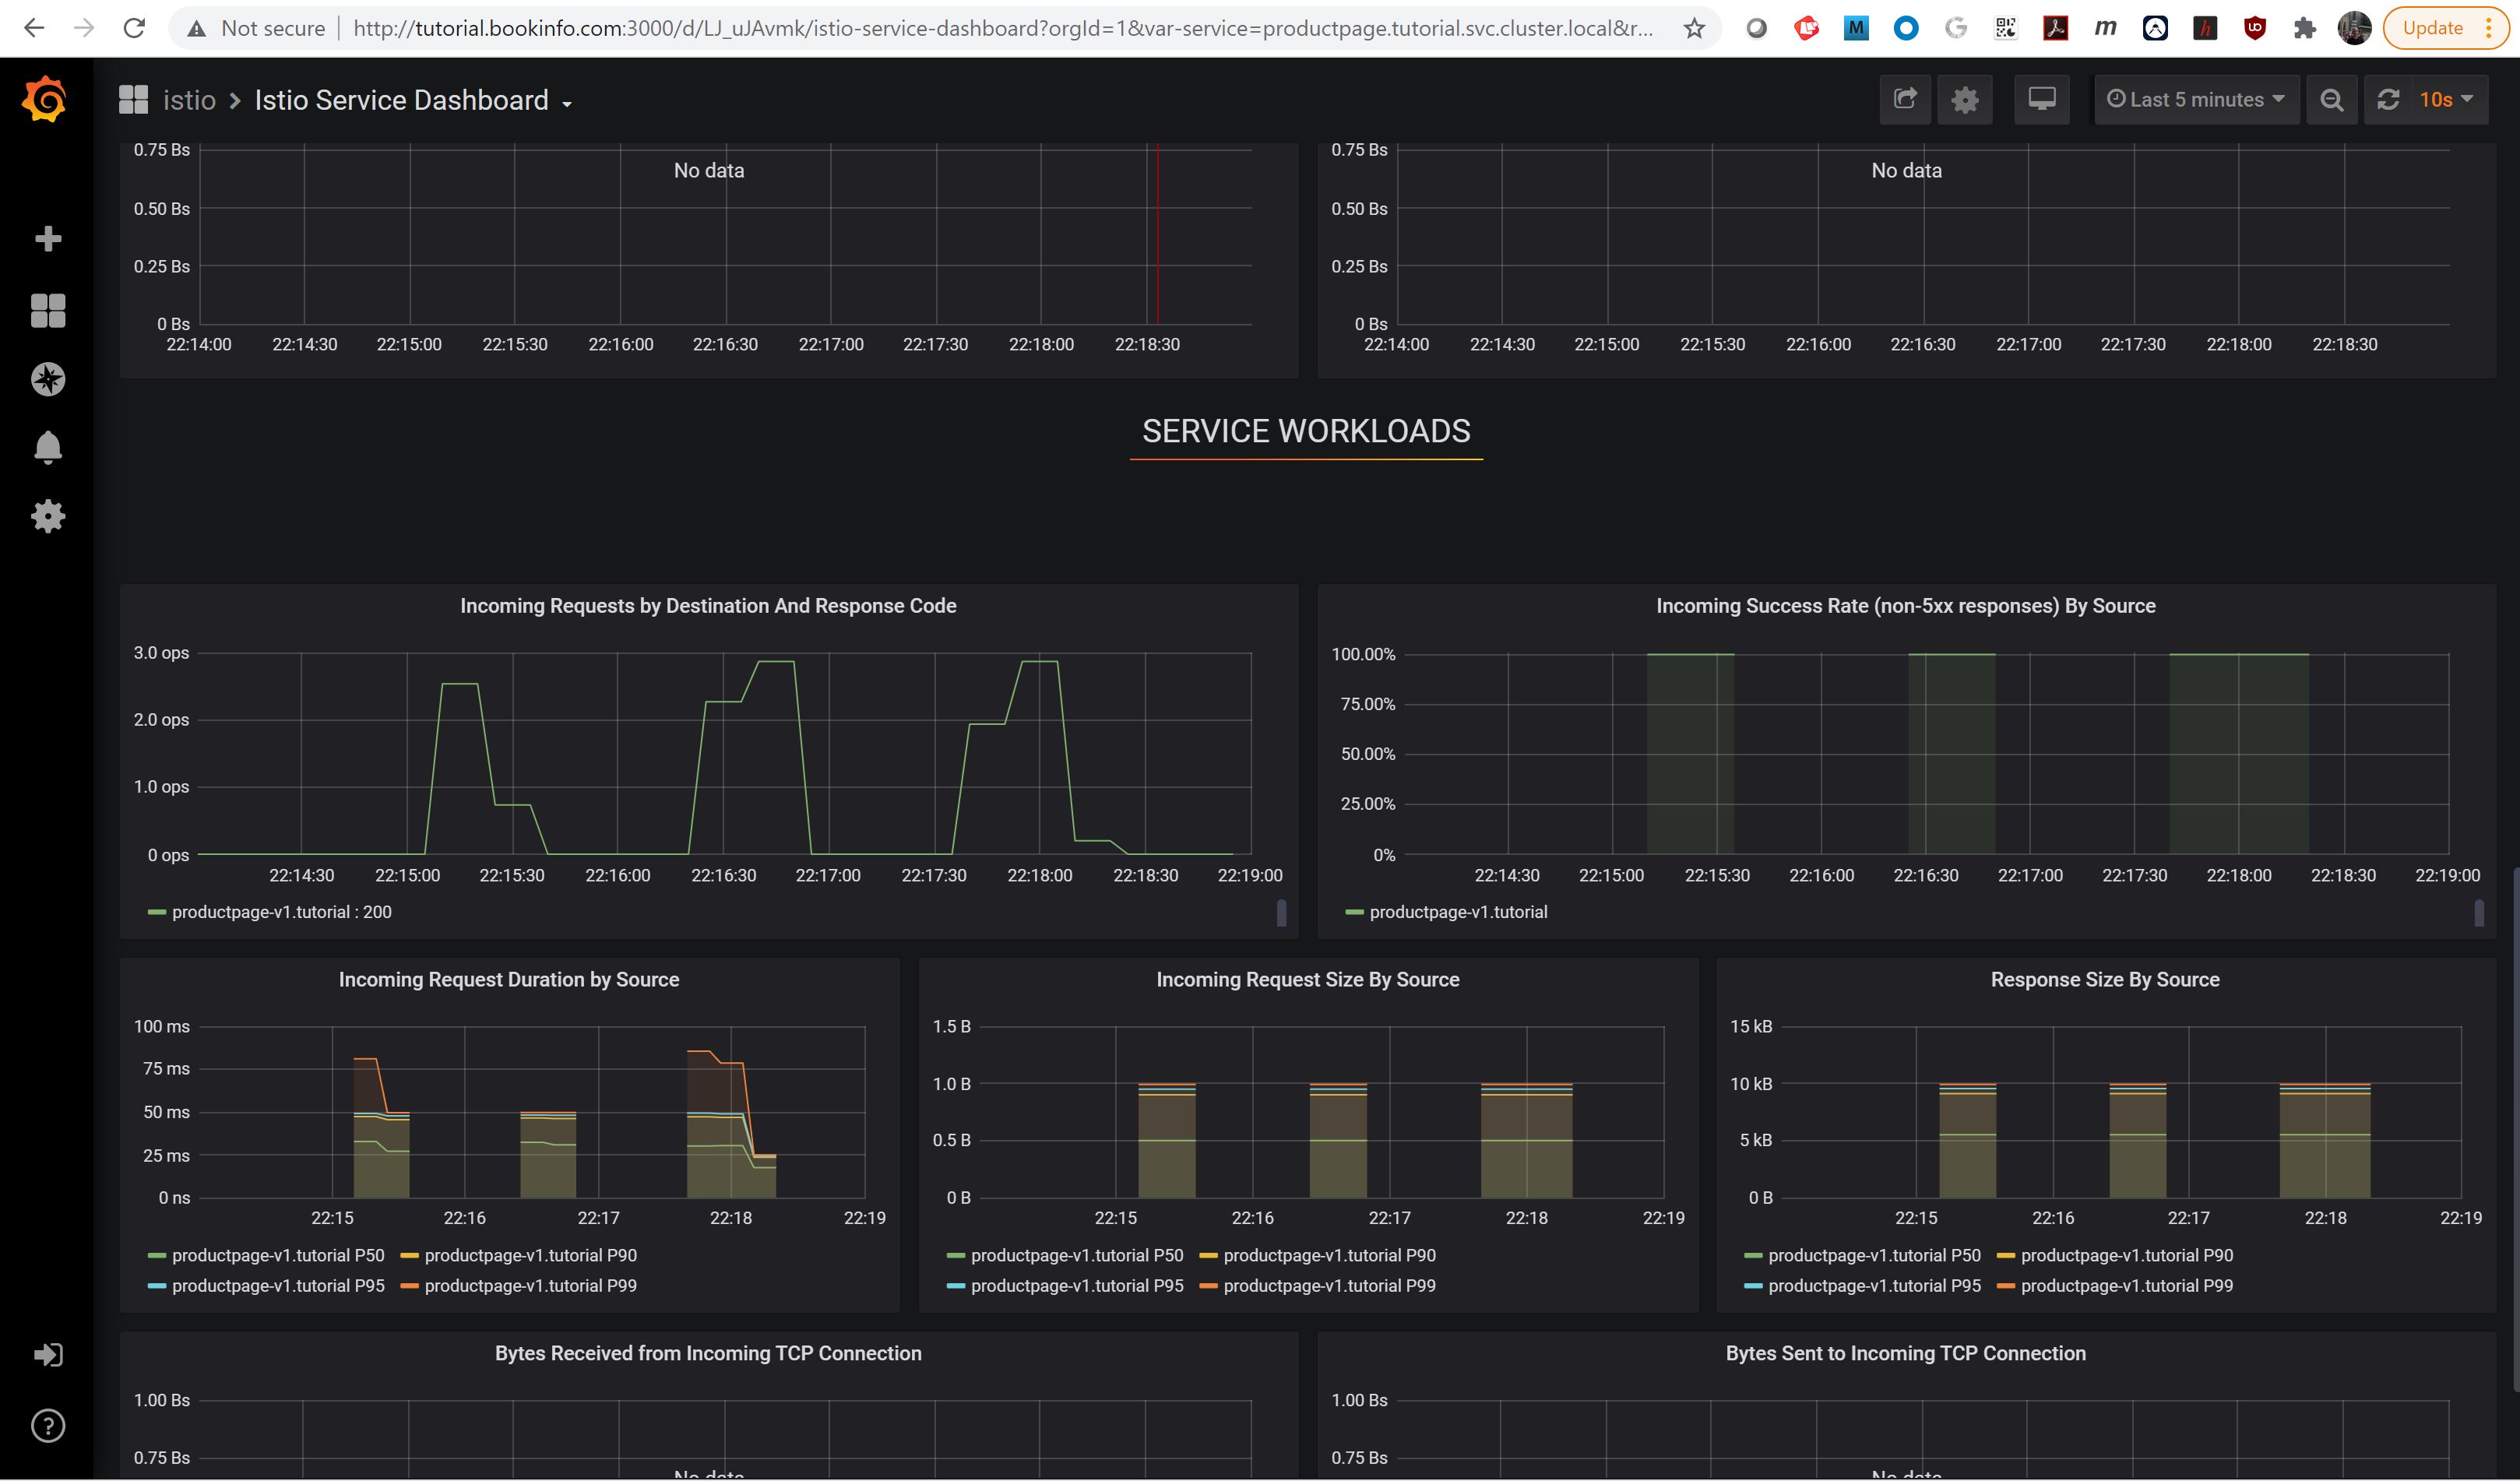 Not secure | http://tutorial.bookinfo.com:3000/d/LJ_uJAvmk/istio-service-dashboard?orgId=1&var-service=productpage.tutorial.svc.cluster.local&r... Update
istio > Istio Service Dashboard
Last 5 minutes 10s
0.75 Bs
No data
0.50 Bs
0.25 Bs
0 Bs
22:14:00 22:14:30 22:15:00 22:15:30 22:16:00 22:16:30 22:17:00 22:17:30 22:18:00 22:18:30
0.75 Bs
No data
0.50 Bs
0.25 Bs
0 Bs
22:14:00 22:14:30 22:15:00 22:15:30 22:16:00 22:16:30 22:17:00 22:17:30 22:18:00 22:18:30
SERVICE WORKLOADS
Incoming Requests by Destination And Response Code
3.0 ops
2.0 ops
1.0 ops
0 ops
22:14:30 22:15:00 22:15:30 22:16:00 22:16:30 22:17:00 22:17:30 22:18:00 22:18:30 22:19:00
productpage-v1.tutorial : 200
Incoming Success Rate (non-5xx responses) By Source
100.00%
75.00%
50.00%
25.00%
0%
22:14:30 22:15:00 22:15:30 22:16:00 22:16:30 22:17:00 22:17:30 22:18:00 22:18:30 22:19:00
productpage-v1.tutorial
Incoming Request Duration by Source
100 ms
75 ms
50 ms
25 ms
0 ns
22:15 22:16 22:17 22:18 22:19
productpage-v1.tutorial P50 productpage-v1.tutorial P90
productpage-v1.tutorial P95 productpage-v1.tutorial P99
Incoming Request Size By Source
1.5 B
1.0 B
0.5 B
0 B
22:15 22:16 22:17 22:18 22:19
productpage-v1.tutorial P50 productpage-v1.tutorial P90
productpage-v1.tutorial P95 productpage-v1.tutorial P99
Response Size By Source
15 kB
10 kB
5 kB
0 B
22:15 22:16 22:17 22:18 22:19
productpage-v1.tutorial P50 productpage-v1.tutorial P90
productpage-v1.tutorial P95 productpage-v1.tutorial P99
Bytes Received from Incoming TCP Connection
1.00 Bs
0.75 Bs
No data
Bytes Sent to Incoming TCP Connection
1.00 Bs
0.75 Bs
No data